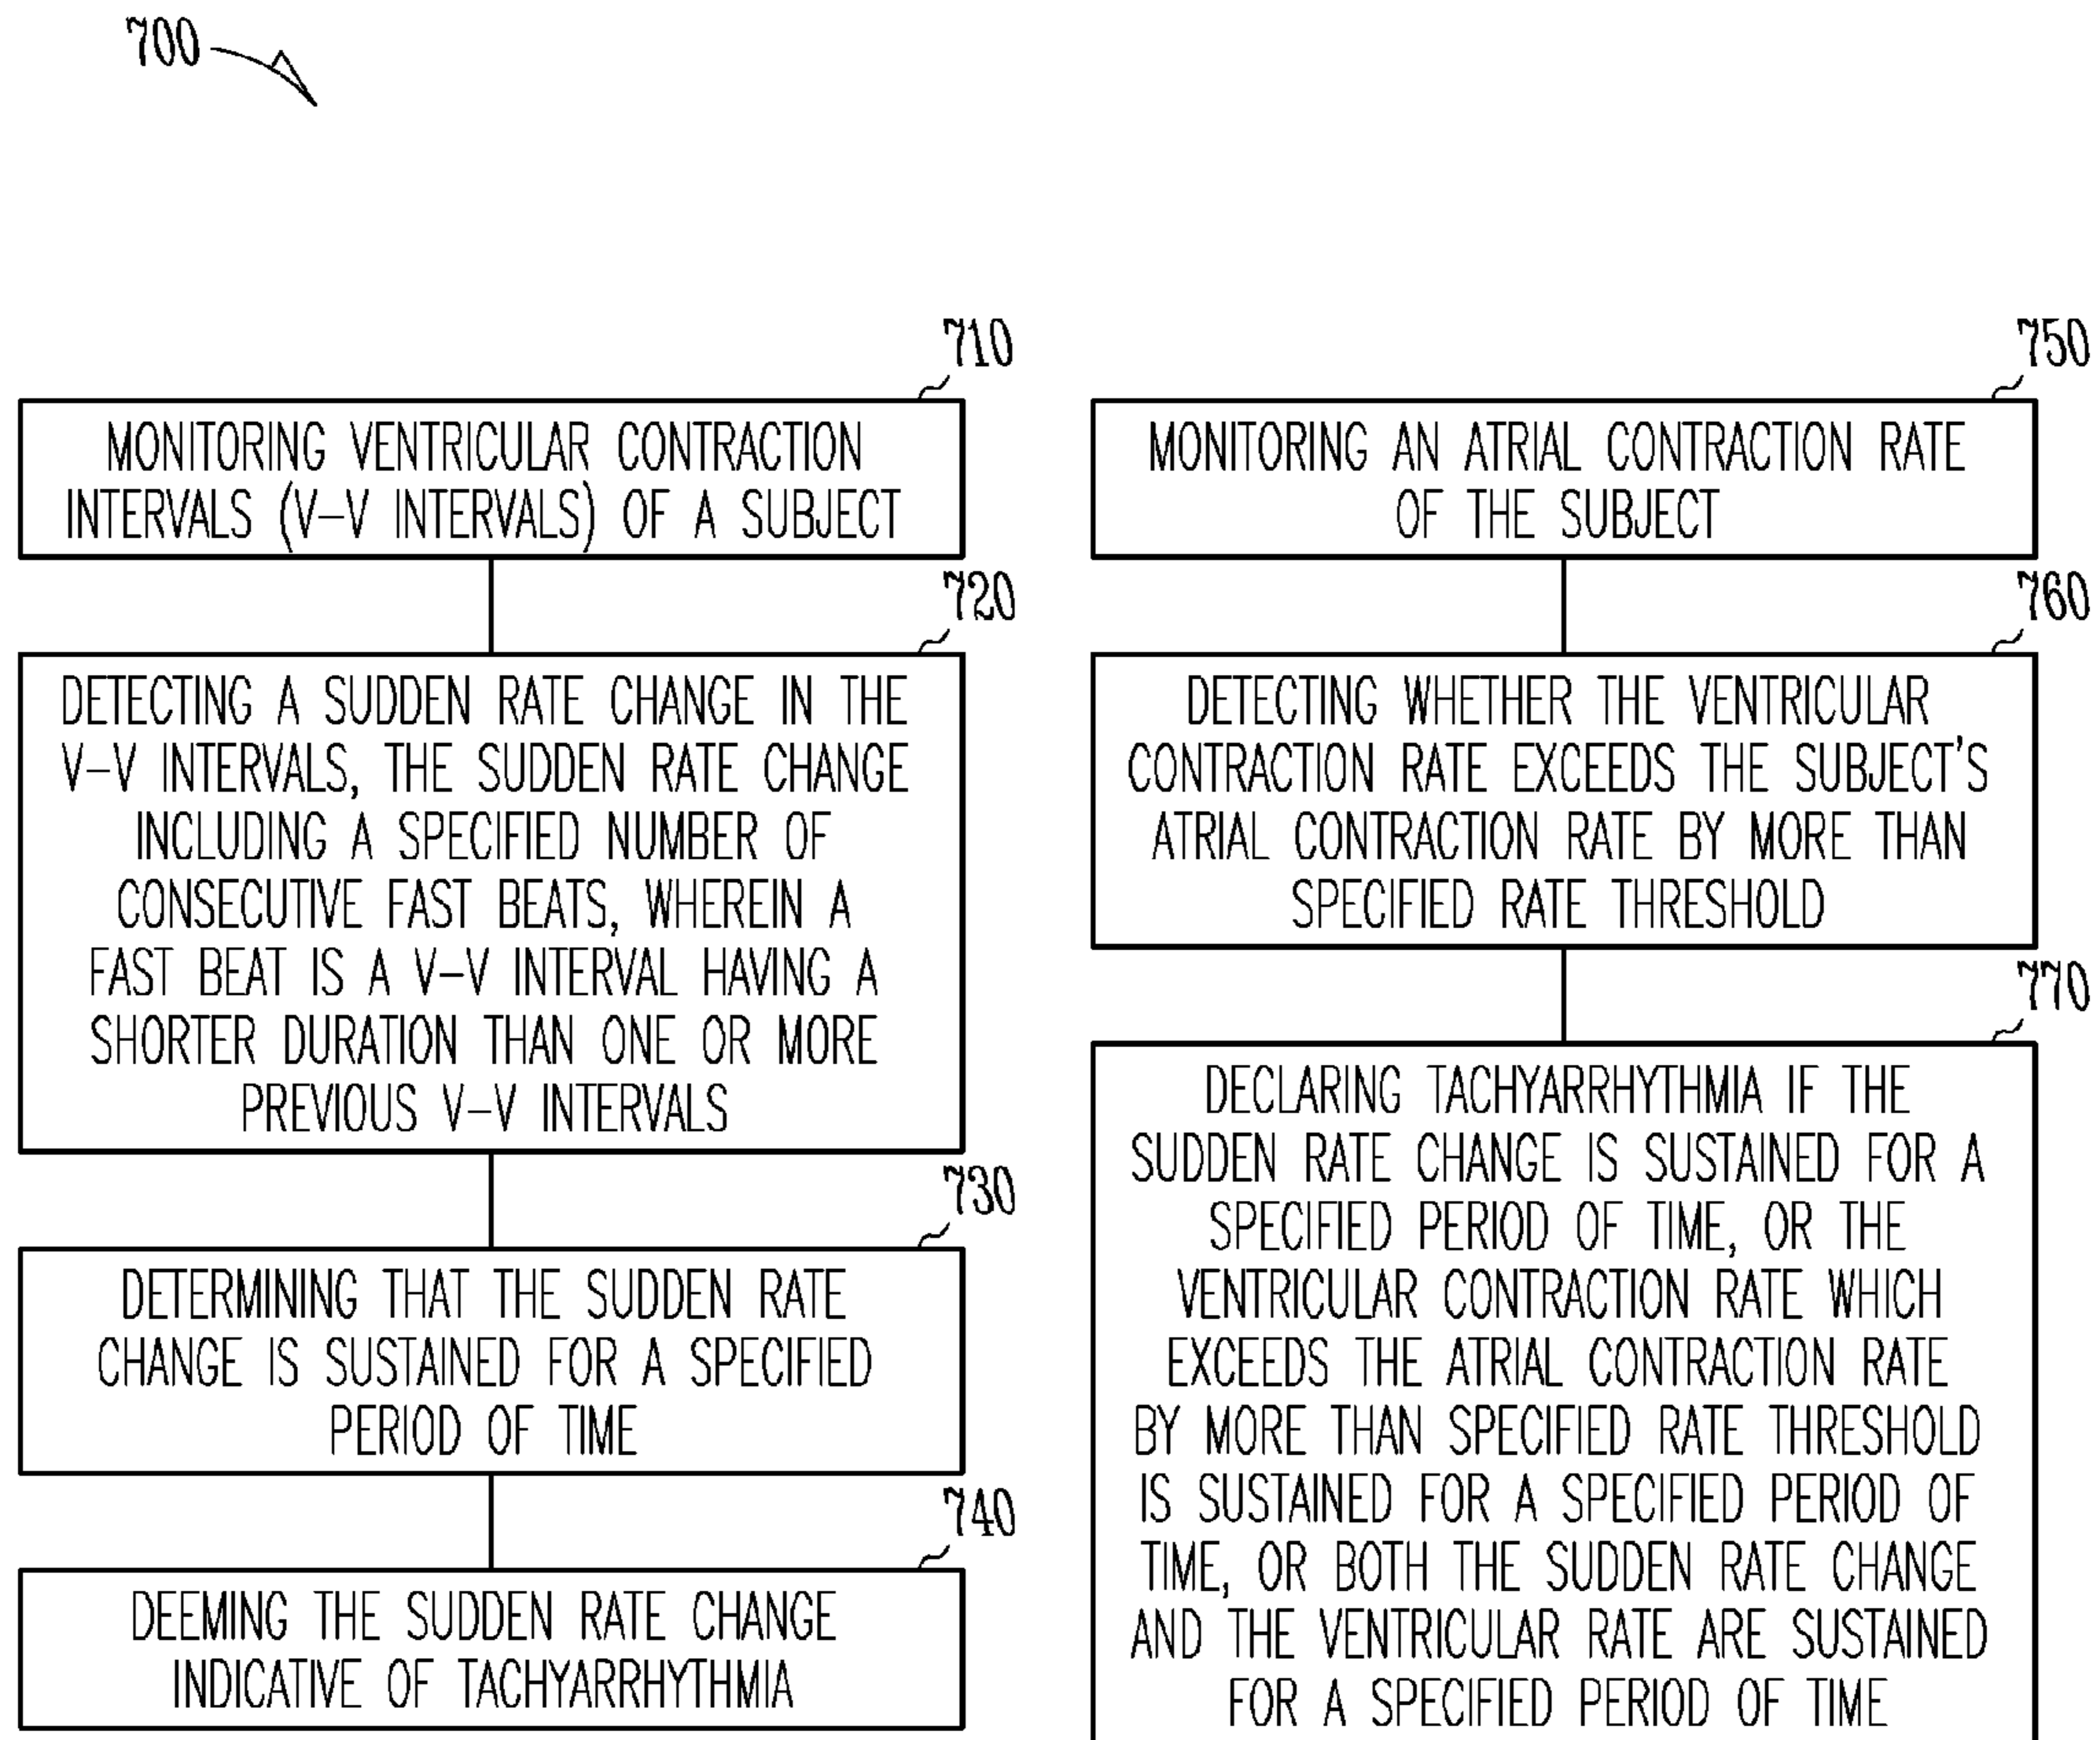 700
710
MONITORING VENTRICULAR CONTRACTION
INTERVALS (V–V INTERVALS) OF A SUBJECT
720
DETECTING A SUDDEN RATE CHANGE IN THE
V–V INTERVALS, THE SUDDEN RATE CHANGE
INCLUDING A SPECIFIED NUMBER OF
CONSECUTIVE FAST BEATS, WHEREIN A
FAST BEAT IS A V–V INTERVAL HAVING A
SHORTER DURATION THAN ONE OR MORE
PREVIOUS V–V INTERVALS
730
DETERMINING THAT THE SUDDEN RATE
CHANGE IS SUSTAINED FOR A SPECIFIED
PERIOD OF TIME
740
DEEMING THE SUDDEN RATE CHANGE
INDICATIVE OF TACHYARRHYTHMIA
750
MONITORING AN ATRIAL CONTRACTION RATE
OF THE SUBJECT
760
DETECTING WHETHER THE VENTRICULAR
CONTRACTION RATE EXCEEDS THE SUBJECT'S
ATRIAL CONTRACTION RATE BY MORE THAN
SPECIFIED RATE THRESHOLD
770
DECLARING TACHYARRHYTHMIA IF THE
SUDDEN RATE CHANGE IS SUSTAINED FOR A
SPECIFIED PERIOD OF TIME, OR THE
VENTRICULAR CONTRACTION RATE WHICH
EXCEEDS THE ATRIAL CONTRACTION RATE
BY MORE THAN SPECIFIED RATE THRESHOLD
IS SUSTAINED FOR A SPECIFIED PERIOD OF
TIME, OR BOTH THE SUDDEN RATE CHANGE
AND THE VENTRICULAR RATE ARE SUSTAINED
FOR A SPECIFIED PERIOD OF TIME